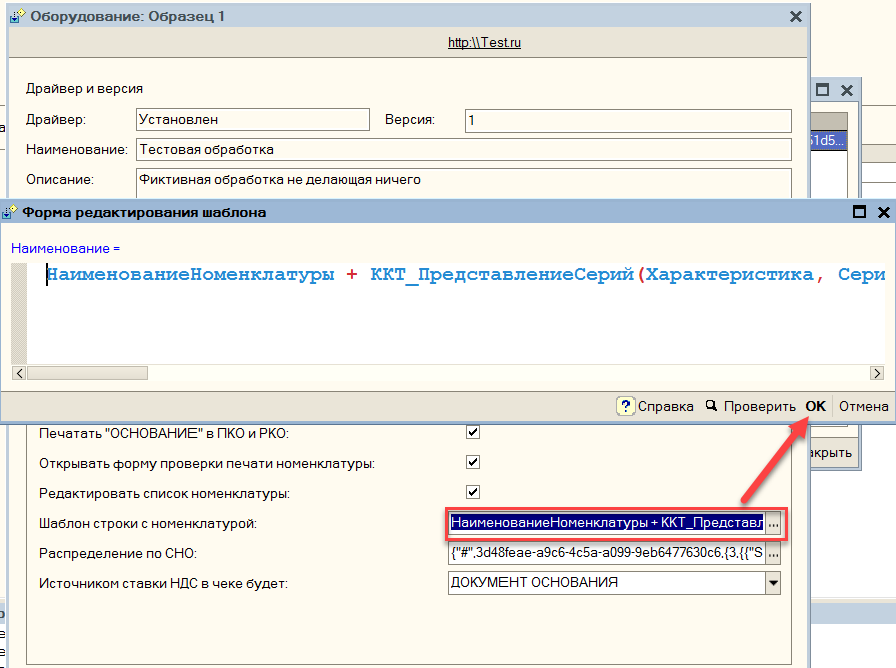 Оборудование: Образец 1
http:\\Test.ru
Драйвер и версия
Драйвер: Установлен Версия: 1
Наименование: Тестовая обработка
Описание: Фиктивная обработка не делающая ничего
51d5...
Форма редактирования шаблона
Наименование =
НаименованиеНоменклатуры + ККТ_ПредставлениеСерий(Характеристика, Сери
? Справка Проверить OK Отмена
Печатать "ОСНОВАНИЕ" в ПКО и РКО:
акрыть
Открывать форму проверки печати номенклатуры:
Редактировать список номенклатуры:
Шаблон строки с номенклатурой: НаименованиеНоменклатуры + ККТ_Представл ...
Распределение по СНО: {"#",3d48feae-a9c6-4c5a-a099-9eb6477630c6,{3,{{"S ...
Источником ставки НДС в чеке будет: ДОКУМЕНТ ОСНОВАНИЯ